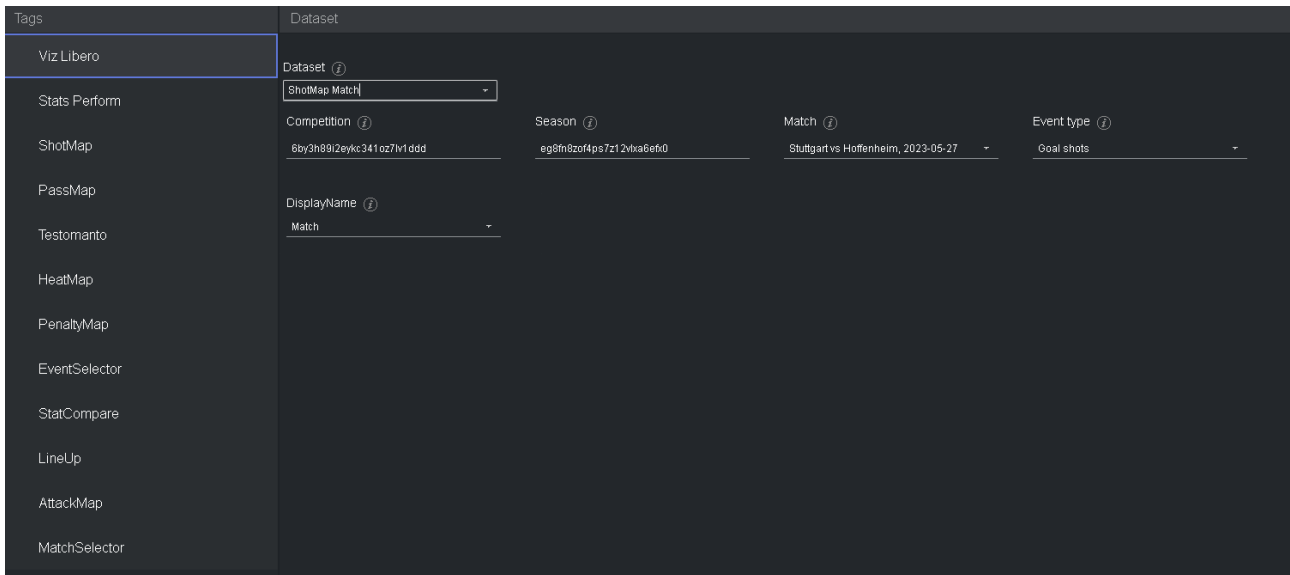 Tags
Dataset
Viz Libero
Stats Perform
ShotMap
PassMap
Testomanto
HeatMap
PenaltyMap
EventSelector
StatCompare
LineUp
AttackMap
MatchSelector
Dataset
ShotMap Match
Competition
Season
Match
Event type
6by3h89i2eykc341oz7lv1ddd
eg8fn8zof4ps7z12vlxa6efx0
Stuttgart vs Hoffenheim, 2023-05-27
Goal shots
DisplayName
Match